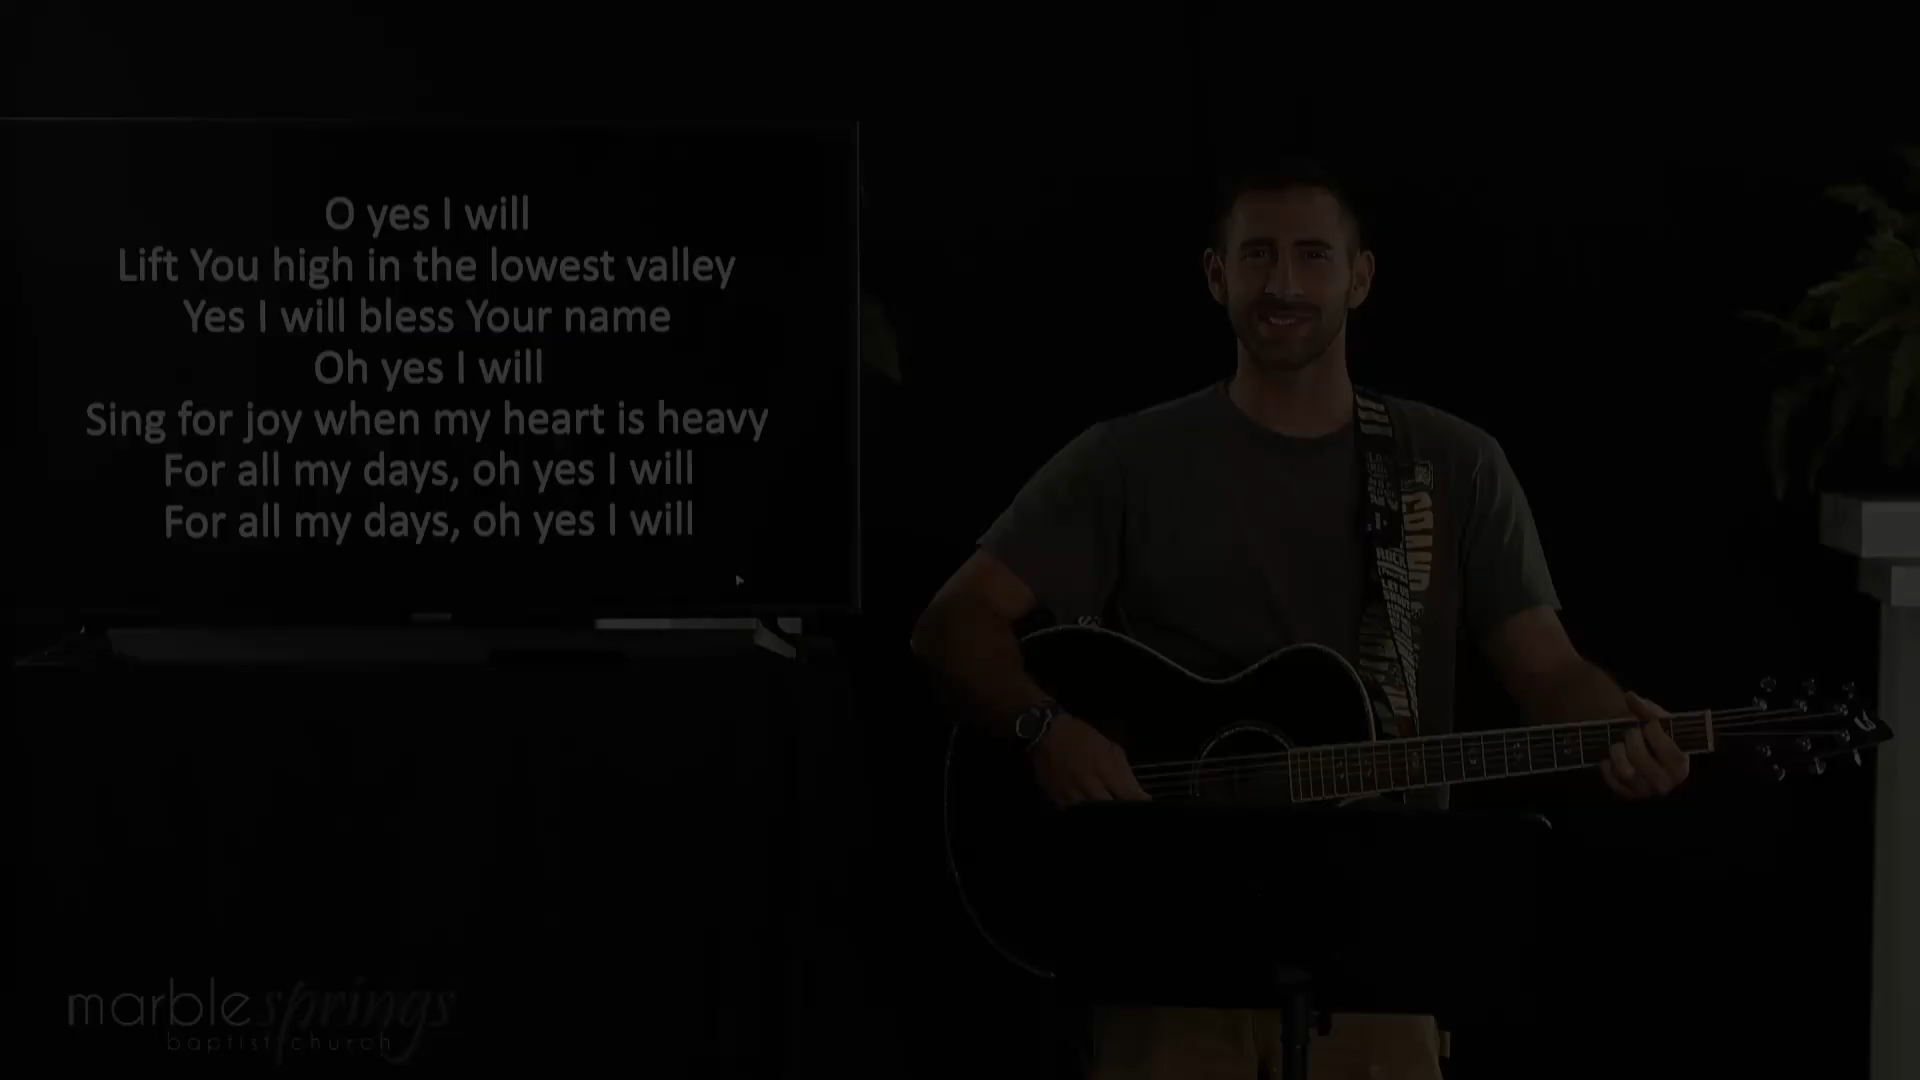 O yes I will
Lift You high in the lowest valley
Yes I will bless Your name
Oh yes I will
Sing for joy when my heart is heavy
For all my days, oh yes I will
For all my days, oh yes I will
marble springs
baptist church